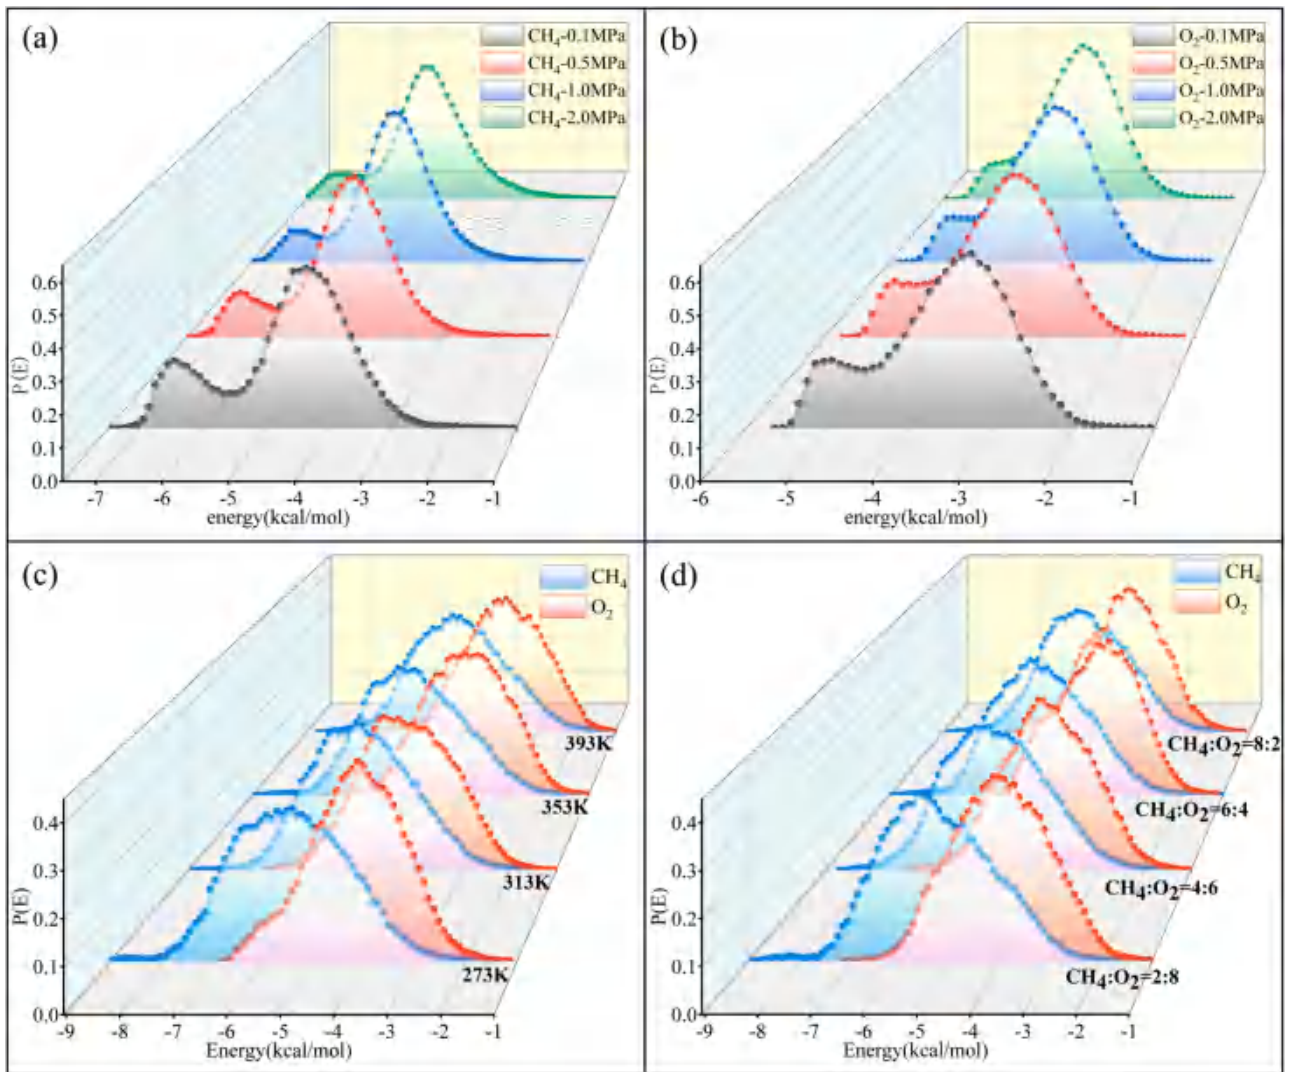 (a)
CH₄-0.1MPa
CH₄-0.5MPa
CH₄-1.0MPa
CH₄-2.0MPa
0.6
0.5
0.4
0.3
0.2
0.1
0.0
P(E)
-7 -6 -5 -4 -3 -2 -1
energy(kcal/mol)
(b)
O₂-0.1MPa
O₂-0.5MPa
O₂-1.0MPa
O₂-2.0MPa
0.6
0.5
0.4
0.3
0.2
0.1
0.0
P(E)
-6 -5 -4 -3 -2 -1
energy(kcal/mol)
(c)
CH₄
O₂
393K
353K
313K
273K
0.4
0.3
0.2
0.1
0.0
P(E)
-9 -8 -7 -6 -5 -4 -3 -2 -1
Energy(kcal/mol)
(d)
CH₄
O₂
CH₄:O₂=8:2
CH₄:O₂=6:4
CH₄:O₂=4:6
CH₄:O₂=2:8
0.4
0.3
0.2
0.1
0.0
P(E)
-9 -8 -7 -6 -5 -4 -3 -2 -1
Energy(kcal/mol)